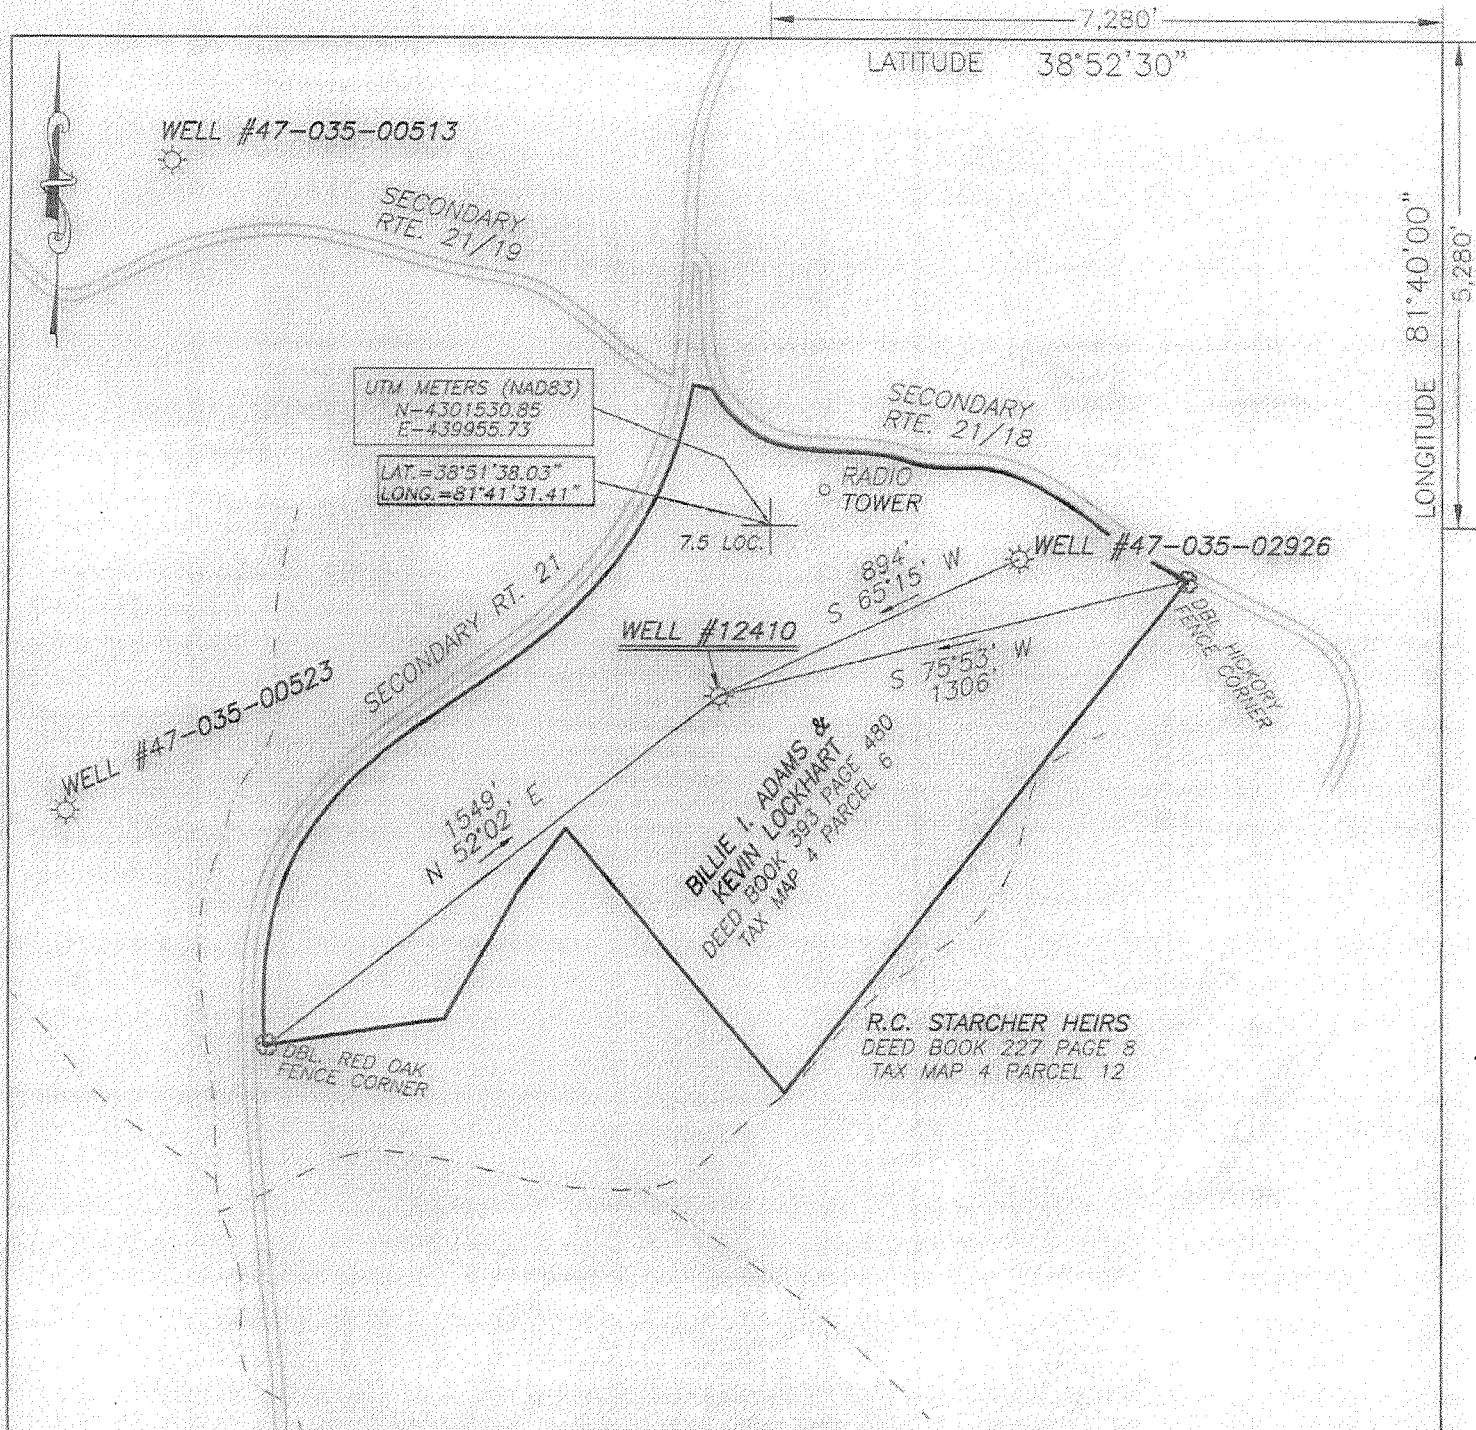 7,280'
LATITUDE 38°52'30"
WELL #47-035-00513
SECONDARY
RTE. 21/19
LONGITUDE 81°40'00"
5,280'
UTM METERS (NAD83)
N-4301530.85
E-439955.73
LAT.=38°51'38.03"
LONG.=81°41'31.41"
SECONDARY
RTE. 21/18
RADIO
TOWER
7.5 LOC.
WELL #47-035-02926
894'
S 65°15' W
DBL. HICKORY
FENCE CORNER
WELL #12410
S 75°53' W
1306'
SECONDARY RT. 21
WELL #47-035-00523
1549'
N 52°02' E
BILLIE I. ADAMS &
KEVIN LOCKHART
DEED BOOK 393 PAGE 480
TAX MAP 4 PARCEL 6
R.C. STARCHER HEIRS
DEED BOOK 227 PAGE 8
TAX MAP 4 PARCEL 12
DBL. RED OAK
FENCE CORNER